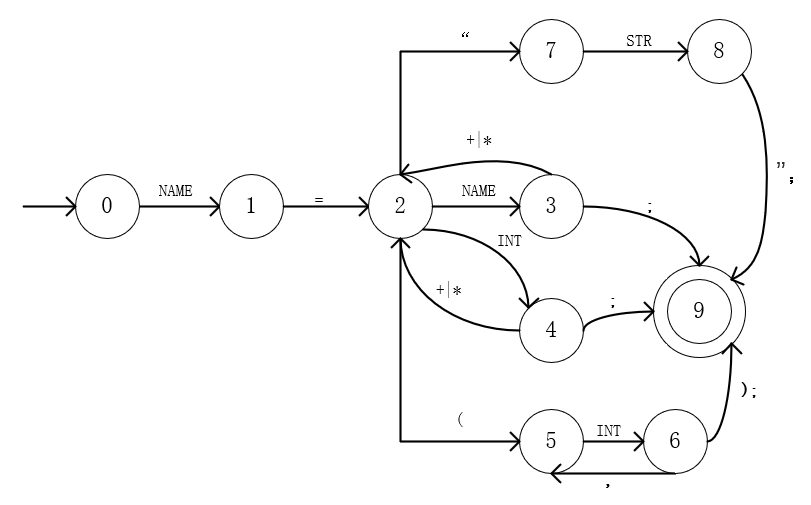 “ 7 STR 8
+|*
”;
0 NAME 1 = 2 NAME 3 ;
INT
+|* 4 ; 9
);
( 5 INT 6
,